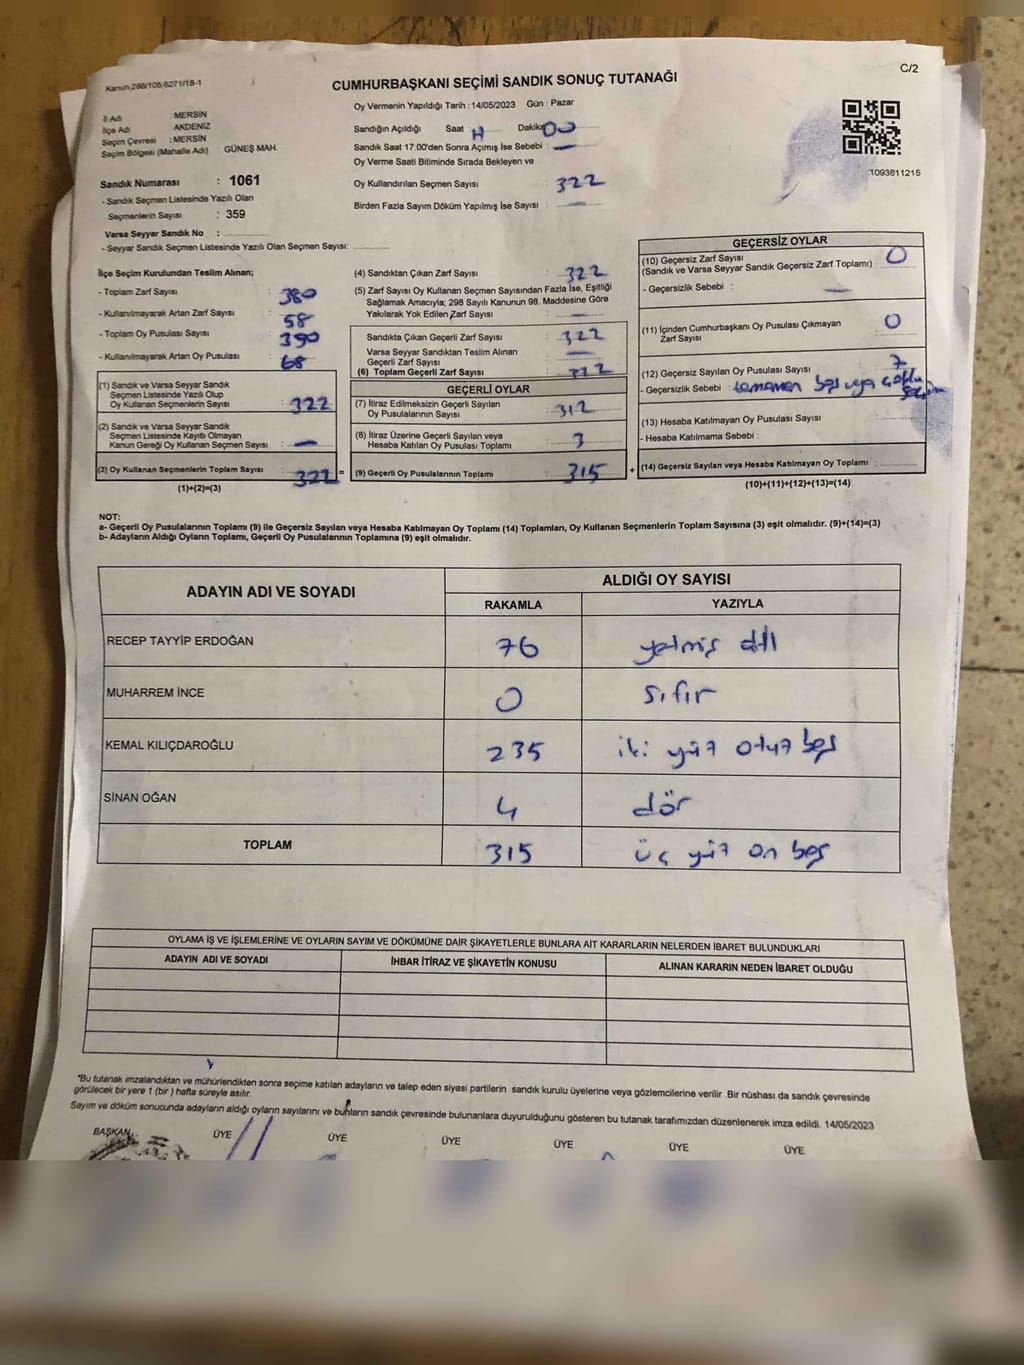 Kanun;298/105;6271/18-1
C/2
CUMHURBAŞKANI SEÇİMİ SANDIK SONUÇ TUTANAĞI
İl Adı MERSİN
İlçe Adı AKDENİZ
Seçim Çevresi : MERSİN
Seçim Bölgesi (Mahalle Adı) GÜNEŞ MAH.
Sandık Numarası : 1061
- Sandık Seçmen Listesinde Yazılı Olan
Seçmenlerin Sayısı : 359
Varsa Seyyar Sandık No :
- Seyyar Sandık Seçmen Listesinde Yazılı Olan Seçmen Sayısı:
Oy Vermenin Yapıldığı Tarih :14/05/2023 Gün : Pazar
Sandığın Açıldığı Saat Dakika 00
Sandık Saat 17:00'den Sonra Açımış İse Sebebi : —
Oy Verme Saati Bitiminde Sırada Bekleyen ve
Oy Kullandırılan Seçmen Sayısı : 322
Birden Fazla Sayım Döküm Yapılmış İse Sayısı : —
1093811215
İlçe Seçim Kurulundan Teslim Alınan;
- Toplam Zarf Sayısı : 380
- Kullanılmayarak Artan Zarf Sayısı : 58
- Toplam Oy Pusulası Sayısı : 390
- Kullanılmayarak Artan Oy Pusulası : 68
(1) Sandık ve Varsa Seyyar Sandık
Seçmen Listesinde Yazılı Olup
Oy Kullanan Seçmenlerin Sayısı : 322
(2) Sandık ve Varsa Seyyar Sandık
Seçmen Listesinde Kayıtlı Olmayan
Kanun Gereği Oy Kullanan Seçmen Sayısı : —
(3) Oy Kullanan Seçmenlerin Toplam Sayısı : 322 =
(1)+(2)=(3)
(4) Sandıktan Çıkan Zarf Sayısı : 322
(5) Zarf Sayısı Oy Kullanan Seçmen Sayısından Fazla İse, Eşitliği
Sağlamak Amacıyla; 298 Sayılı Kanunun 98. Maddesine Göre
Yakılarak Yok Edilen Zarf Sayısı : —
Sandıkta Çıkan Geçerli Zarf Sayısı : 322
Varsa Seyyar Sandıktan Teslim Alınan
Geçerli Zarf Sayısı : —
(6) Toplam Geçerli Zarf Sayısı : 322
GEÇERLİ OYLAR
(7) İtiraz Edilmeksizin Geçerli Sayılan
Oy Pusulalarının Sayısı : 312
(8) İtiraz Üzerine Geçerli Sayılan veya
Hesaba Katılan Oy Pusulaları Toplamı : 3
(9) Geçerli Oy Pusulalarının Toplamı : 315 +
GEÇERSİZ OYLAR
(10) Geçersiz Zarf Sayısı
(Sandık ve Varsa Seyyar Sandık Geçersiz Zarf Toplamı) : 0
- Geçersizlik Sebebi : —
(11) İçinden Cumhurbaşkanı Oy Pusulası Çıkmayan
Zarf Sayısı : 0
(12) Geçersiz Sayılan Oy Pusulası Sayısı : 7
- Geçersizlik Sebebi : tamamen boş veya çoklu seçim
(13) Hesaba Katılmayan Oy Pusulası Sayısı :
- Hesaba Katılmama Sebebi :
(14) Geçersiz Sayılan veya Hesaba Katılmayan Oy Toplamı :
(10)+(11)+(12)+(13)=(14)
NOT:
a- Geçerli Oy Pusulalarının Toplamı (9) ile Geçersiz Sayılan veya Hesaba Katılmayan Oy Toplamı (14) Toplamları, Oy Kullanan Seçmenlerin Toplam Sayısına (3) eşit olmalıdır. (9)+(14)=(3)
b- Adayların Aldığı Oyların Toplamı, Geçerli Oy Pusulalarının Toplamına (9) eşit olmalıdır.
ADAYIN ADI VE SOYADI ALDIĞI OY SAYISI
RAKAMLA YAZIYLA
RECEP TAYYİP ERDOĞAN 76 yetmiş altı
MUHARREM İNCE 0 sıfır
KEMAL KILIÇDAROĞLU 235 iki yüz otuz beş
SİNAN OĞAN 4 dör
TOPLAM 315 üç yüz on beş
OYLAMA İŞ VE İŞLEMLERİNE VE OYLARIN SAYIM VE DÖKÜMÜNE DAİR ŞİKAYETLERLE BUNLARA AİT KARARLARIN NELERDEN İBARET BULUNDUKLARI
ADAYIN ADI VE SOYADI İHBAR İTİRAZ VE ŞİKAYETİN KONUSU ALINAN KARARIN NEDEN İBARET OLDUĞU
"Bu tutanak imzalandıktan ve mühürlendikten sonra seçime katılan adayların ve talep eden siyasi partilerin sandık kurulu üyelerine veya gözlemcilerine verilir .Bir nüshası da sandık çevresinde
görülecek bir yere 1 (bir ) hafta süreyle asılır.
Sayım ve döküm sonucunda adayların aldığı oyların sayılarını ve bunların sandık çevresinde bulunanlara duyurulduğunu gösteren bu tutanak tarafımızdan düzenlenerek imza edildi. 14/05/2023
BAŞKAN ÜYE ÜYE ÜYE ÜYE ÜYE ÜYE